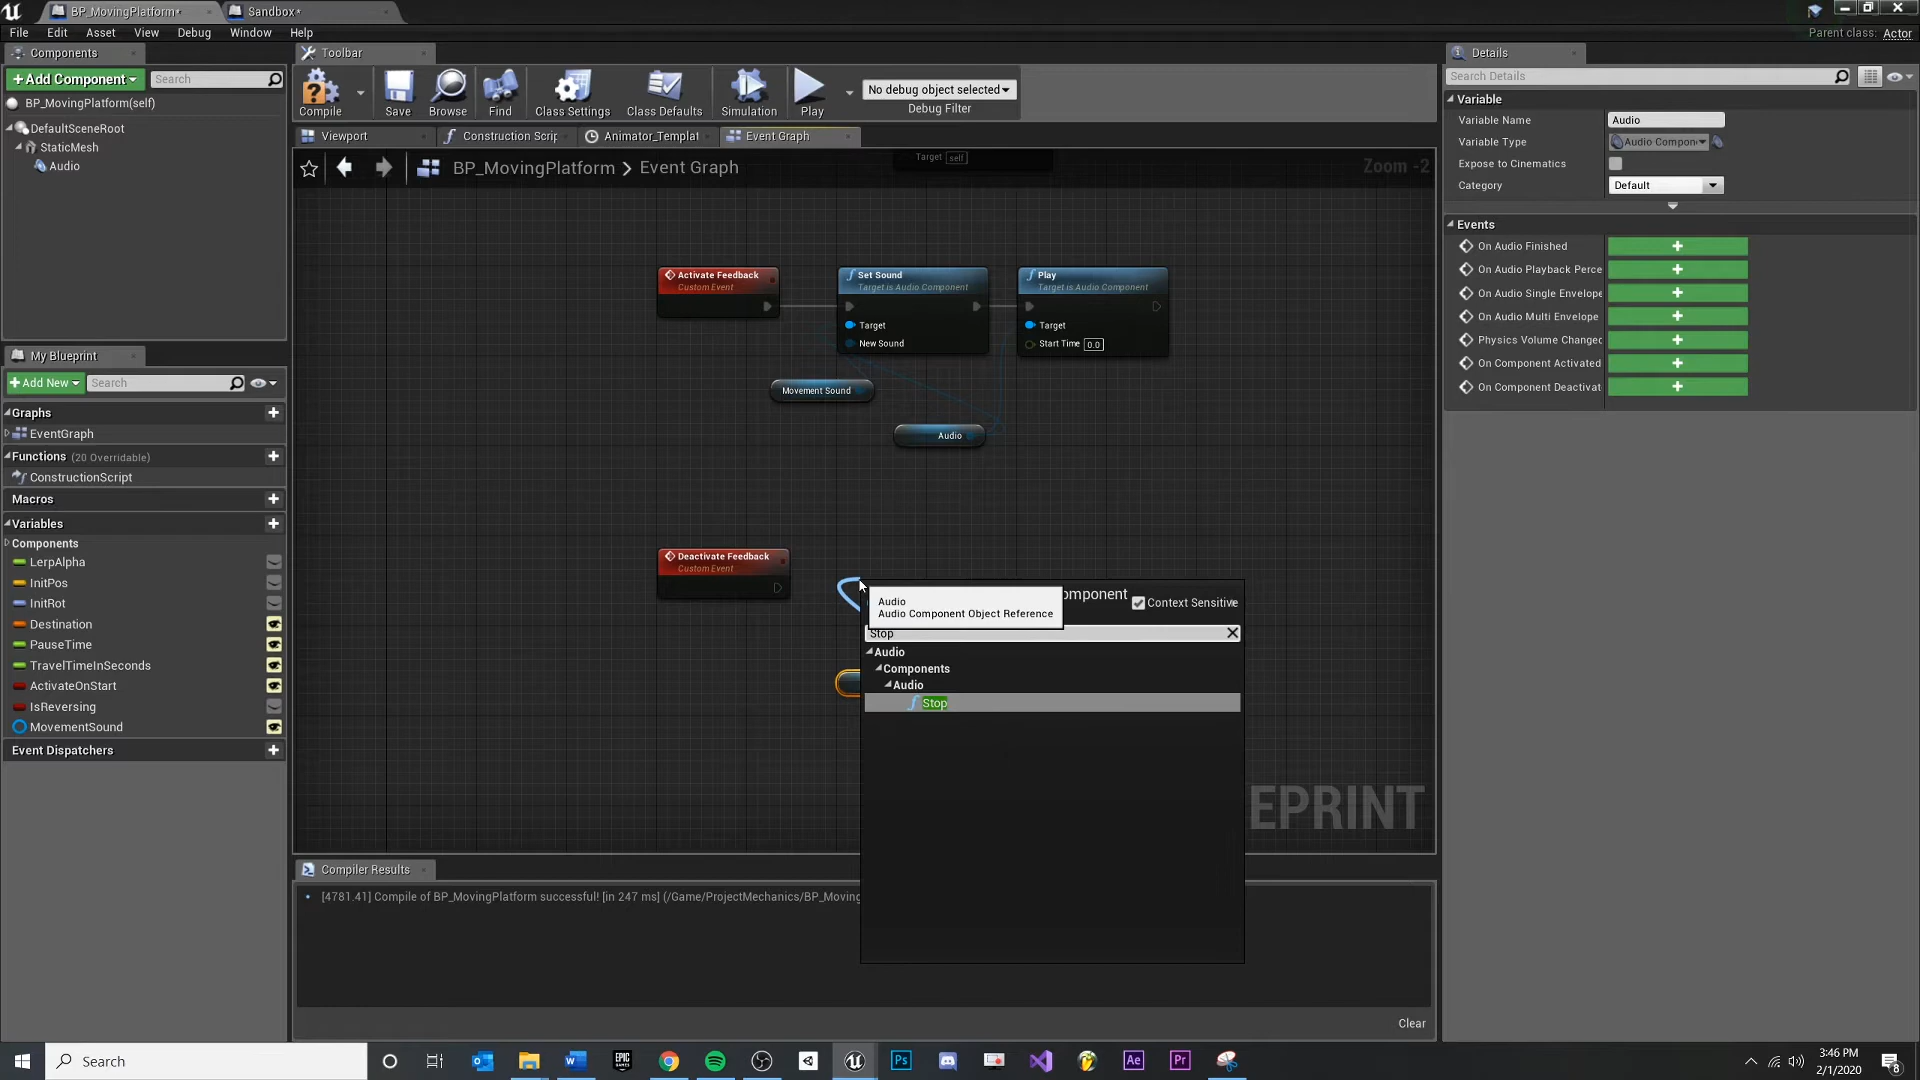 BP_MovingPlatform*
Sandbox*
File Edit Asset View Debug Window Help
Parent class: Actor
Components
+Add Component
Search
BP_MovingPlatform(self)
DefaultSceneRoot
StaticMesh
Audio
Toolbar
Compile
Save
Browse
Find
Class Settings
Class Defaults
Simulation
Play
No debug object selected
Debug Filter
Viewport
Construction Scrip
Animator_Templat
Event Graph
BP_MovingPlatform > Event Graph
Zoom -2
Target self
Activate Feedback
Custom Event
Set Sound
Target is Audio Component
Target
New Sound
Play
Target is Audio Component
Target
Start Time 0.0
Movement Sound
Audio
Deactivate Feedback
Custom Event
Audio
Audio Component Object Reference
omponent
Context Sensitive
Stop
Audio
Components
Audio
Stop
EPRINT
My Blueprint
+Add New
Search
Graphs
EventGraph
Functions (20 Overridable)
ConstructionScript
Macros
Variables
Components
LerpAlpha
InitPos
InitRot
Destination
PauseTime
TravelTimeInSeconds
ActivateOnStart
IsReversing
MovementSound
Event Dispatchers
Compiler Results
[4781.41] Compile of BP_MovingPlatform successful! [in 247 ms] (/Game/ProjectMechanics/BP_Moving
Clear
Details
Search Details
Variable
Variable Name Audio
Variable Type Audio Compon
Expose to Cinematics
Category Default
Events
On Audio Finished
On Audio Playback Perce
On Audio Single Envelope
On Audio Multi Envelope
Physics Volume Changed
On Component Activated
On Component Deactivat
Search
EPIC GAMES
Ps
Ae
Pr
3:46 PM
2/1/2020
8